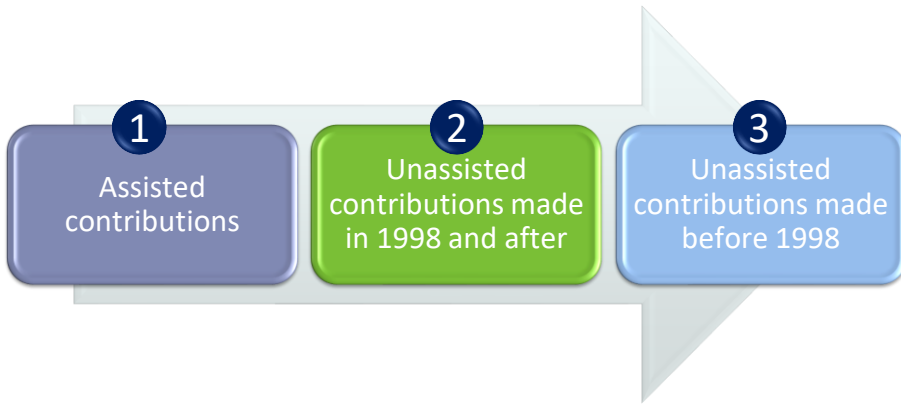 1
Assisted
contributions
2
Unassisted
contributions made
in 1998 and after
3
Unassisted
contributions made
before 1998